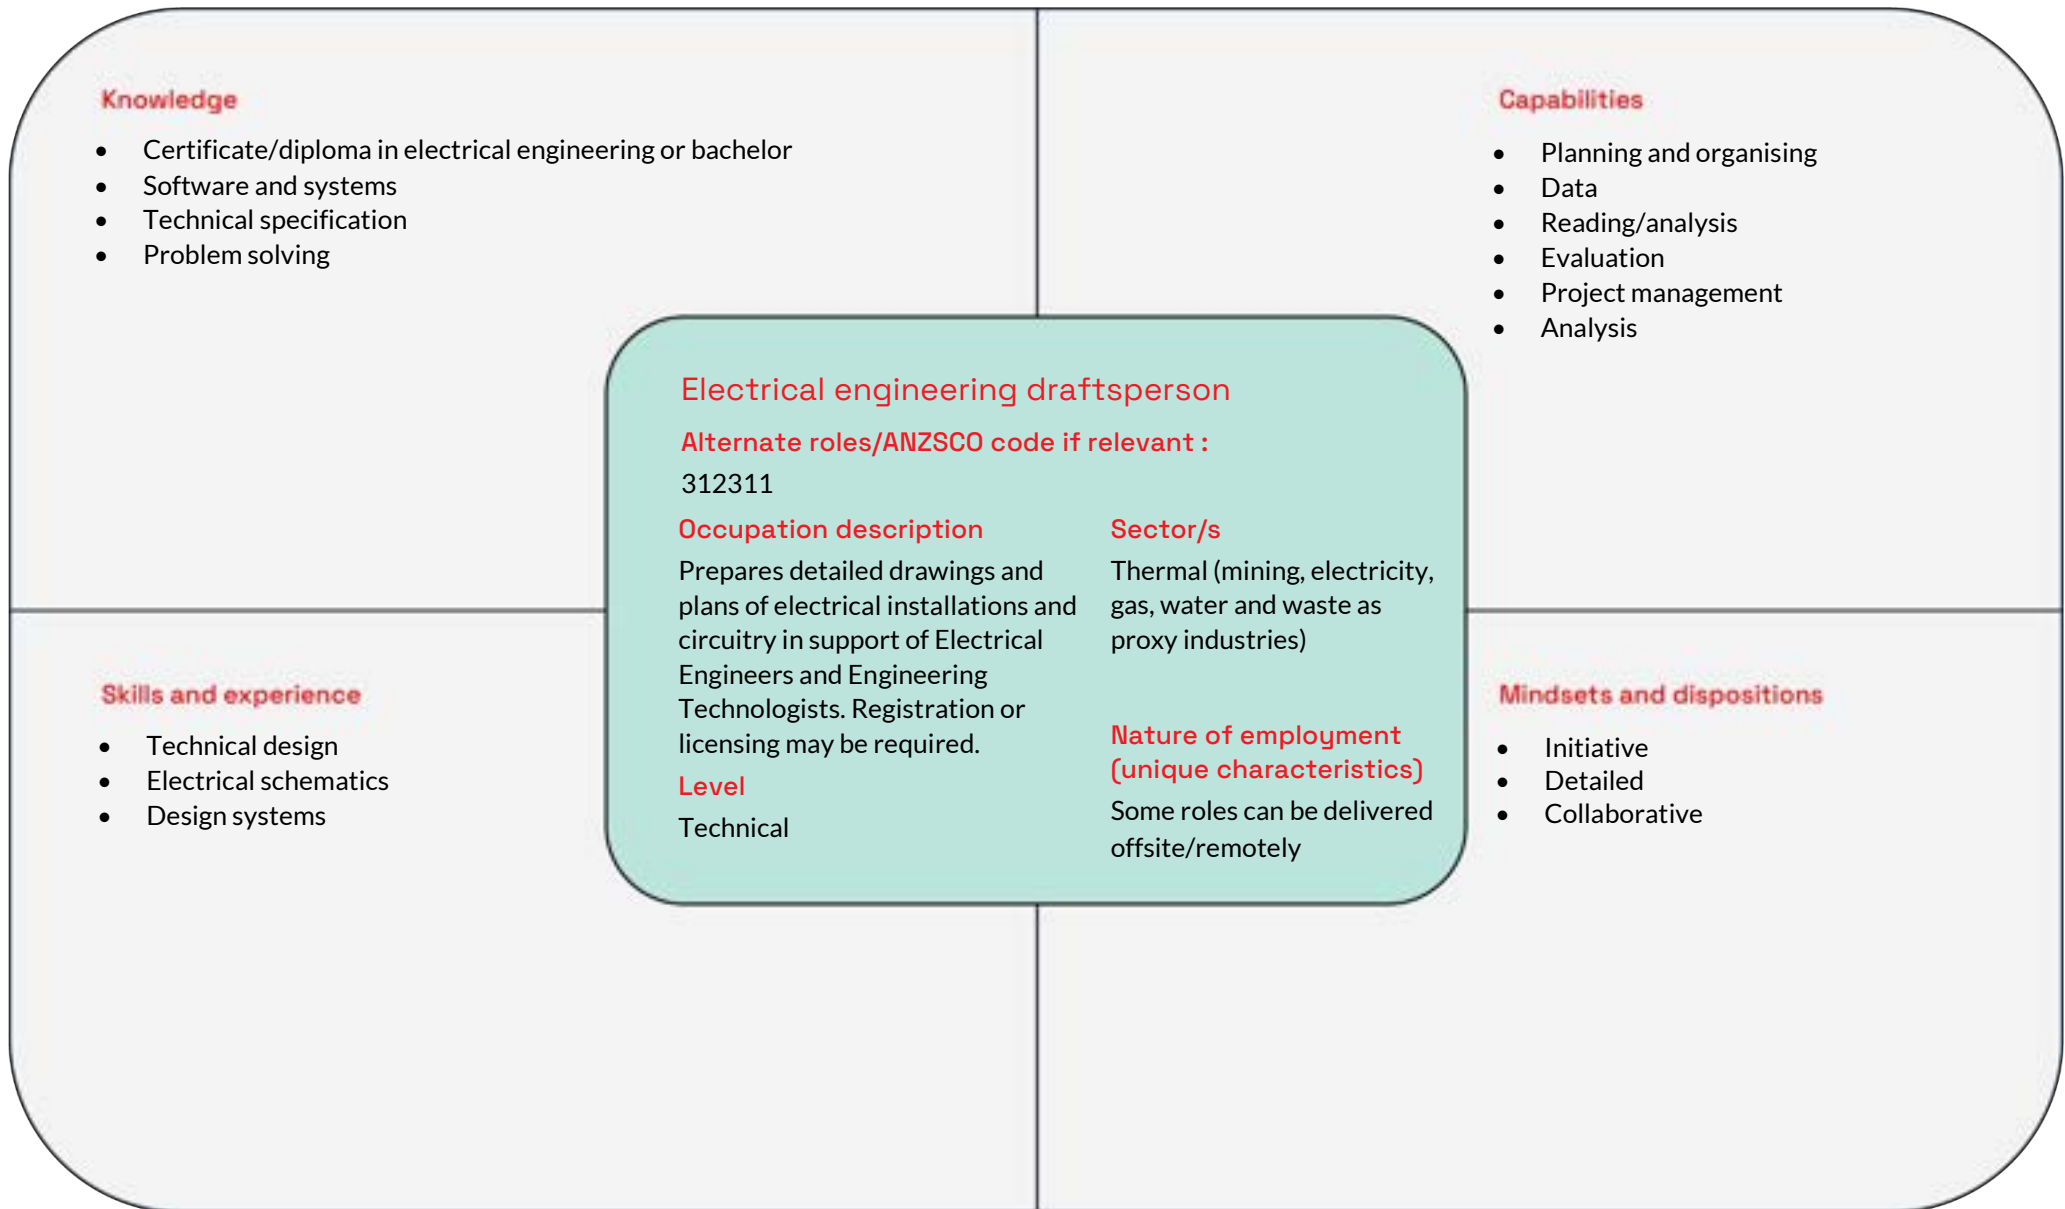 Knowledge
• Certificate/diploma in electrical engineering or bachelor
• Software and systems
• Technical specification
• Problem solving
Capabilities
• Planning and organising
• Data
• Reading/analysis
• Evaluation
• Project management
• Analysis
Electrical engineering draftsperson
Alternate roles/ANZSCO code if relevant :
312311
Occupation description
Prepares detailed drawings and
plans of electrical installations and
circuitry in support of Electrical
Engineers and Engineering
Technologists. Registration or
licensing may be required.
Level
Technical
Sector/s
Thermal (mining, electricity,
gas, water and waste as
proxy industries)
Nature of employment
(unique characteristics)
Some roles can be delivered
offsite/remotely
Skills and experience
• Technical design
• Electrical schematics
• Design systems
Mindsets and dispositions
• Initiative
• Detailed
• Collaborative